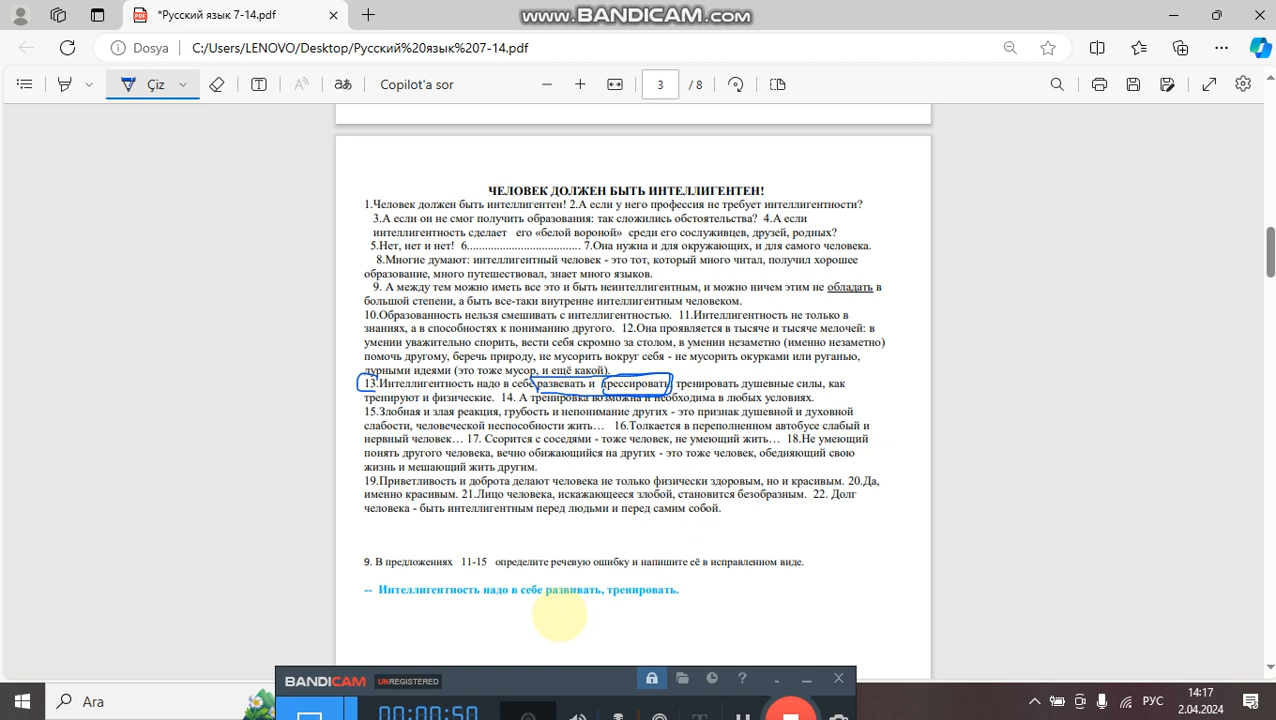 WWW.BANDICAM.COM
*Русский язык 7-14.pdf
Dosya C:/Users/LENOVO/Desktop/Русский%20язык%207-14.pdf
Çiz aあ Copilot'a sor 3 / 8
ЧЕЛОВЕК ДОЛЖЕН БЫТЬ ИНТЕЛЛИГЕНТЕН!
1.Человек должен быть интеллигентен! 2.А если у него профессия не требует интеллигентности?
3.А если он не смог получить образования: так сложились обстоятельства? 4.А если
интеллигентность сделает его «белой вороной» среди его сослуживцев, друзей, родных?
5.Нет, нет и нет! 6...................................... 7.Она нужна и для окружающих, и для самого человека.
8.Многие думают: интеллигентный человек - это тот, который много читал, получил хорошее
образование, много путешествовал, знает много языков.
9. А между тем можно иметь все это и быть неинтеллигентным, и можно ничем этим не обладать в
большой степени, а быть все-таки внутренне интеллигентным человеком.
10.Образованность нельзя смешивать с интеллигентностью. 11.Интеллигентность не только в
знаниях, а в способностях к пониманию другого. 12.Она проявляется в тысяче и тысяче мелочей: в
умении уважительно спорить, вести себя скромно за столом, в умении незаметно (именно незаметно)
помочь другому, беречь природу, не мусорить вокруг себя - не мусорить окурками или руганью,
дурными идеями (это тоже мусор, и ещё какой).
13.Интеллигентность надо в себе развевать и дрессировать, тренировать душевные силы, как
тренируют и физические. 14. А тренировка возможна и необходима в любых условиях.
15.Злобная и злая реакция, грубость и непонимание других - это признак душевной и духовной
слабости, человеческой неспособности жить… 16.Толкается в переполненном автобусе слабый и
нервный человек… 17. Ссорится с соседями - тоже человек, не умеющий жить… 18.Не умеющий
понять другого человека, вечно обижающийся на других - это тоже человек, обедняющий свою
жизнь и мешающий жить другим.
19.Приветливость и доброта делают человека не только физически здоровым, но и красивым. 20.Да,
именно красивым. 21.Лицо человека, искажающееся злобой, становится безобразным. 22. Долг
человека - быть интеллигентным перед людьми и перед самим собой.
9. В предложениях 11-15 определите речевую ошибку и напишите её в исправленном виде.
-- Интеллигентность надо в себе развивать, тренировать.
BANDICAM UNREGISTERED
00:00:50
Ara
РУС
14:17
2.04.2024